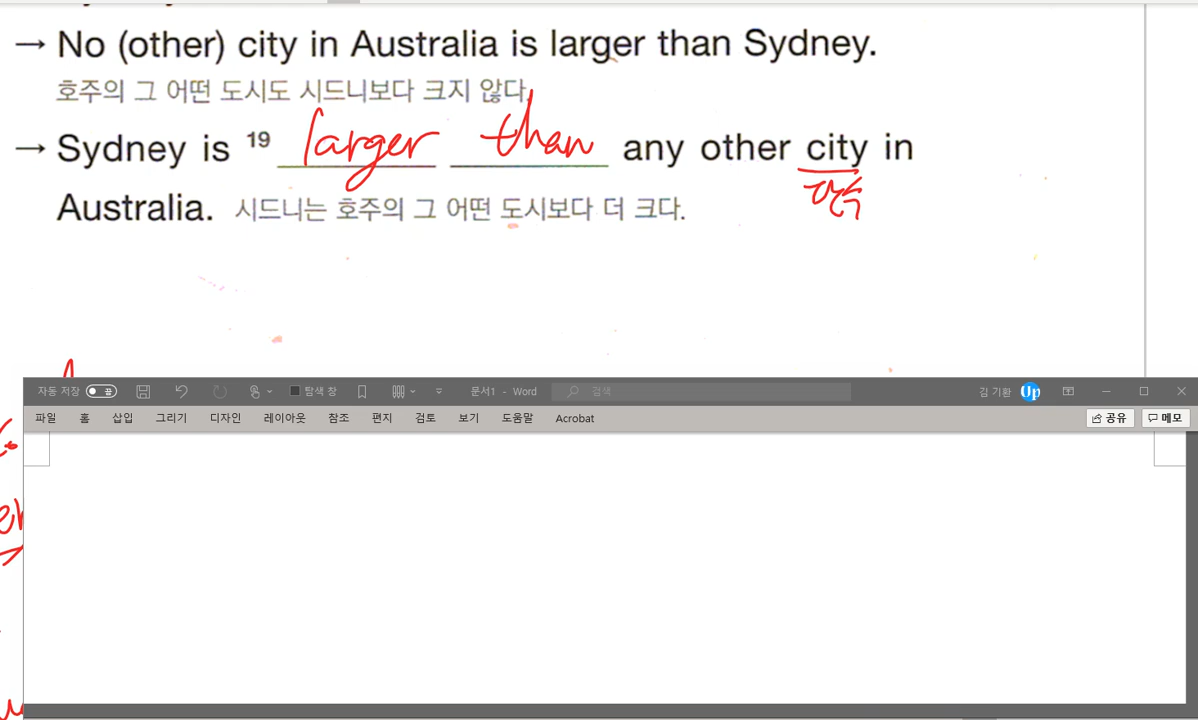 → No (other) city in Australia is larger than Sydney.
호주의 그 어떤 도시도 시드니보다 크지 않다.
→ Sydney is 19 larger than any other city in
단수
Australia. 시드니는 호주의 그 어떤 도시보다 더 크다.
자동 저장 끔 탐색 창 문서1 - Word 검색 김 기환 Up
파일 홈 삽입 그리기 디자인 레이아웃 참조 편지 검토 보기 도움말 Acrobat 공유 메모
er